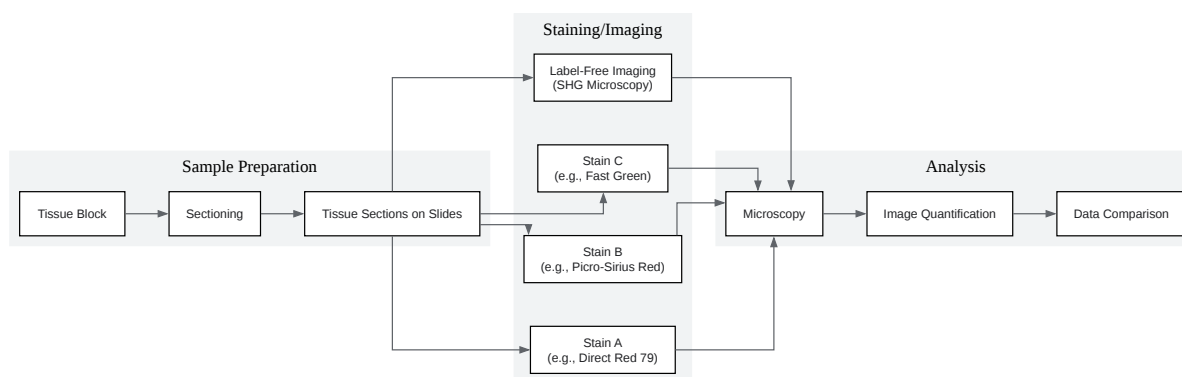 Staining/Imaging
Label-Free Imaging
(SHG Microscopy)
Sample Preparation
Stain C
(e.g., Fast Green)
Analysis
Tissue Block
Sectioning
Tissue Sections on Slides
Microscopy
Image Quantification
Data Comparison
Stain B
(e.g., Picro-Sirius Red)
Stain A
(e.g., Direct Red 79)